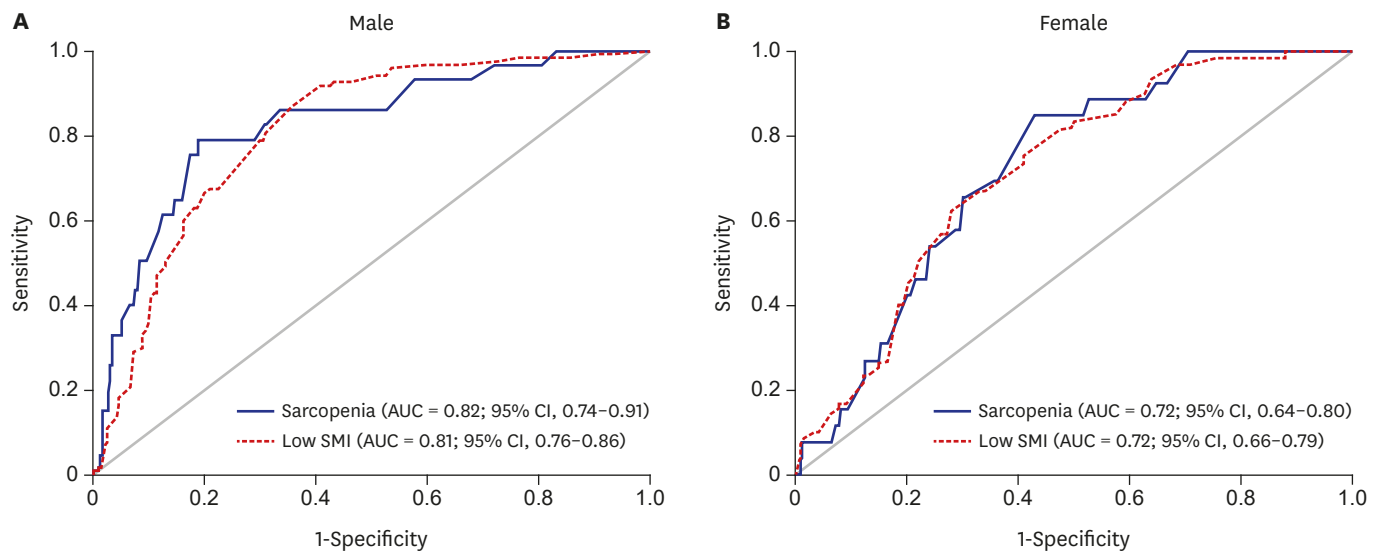 A
Male
1.0
0.8
0.6
0.4
0.2
0
Sensitivity
Sarcopenia (AUC = 0.82; 95% CI, 0.74–0.91)
Low SMI (AUC = 0.81; 95% CI, 0.76–0.86)
0 0.2 0.4 0.6 0.8 1.0
1-Specificity
B
Female
1.0
0.8
0.6
0.4
0.2
0
Sensitivity
Sarcopenia (AUC = 0.72; 95% CI, 0.64–0.80)
Low SMI (AUC = 0.72; 95% CI, 0.66–0.79)
0 0.2 0.4 0.6 0.8 1.0
1-Specificity